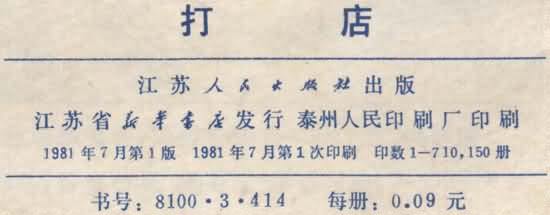 打店
江苏人民出版社出版
江苏省新华书店发行 泰州人民印刷厂印刷
1981年7月第1版 1981年7月第1次印刷 印数1—710,150册
书号：8100·3·414 每册：0.09元